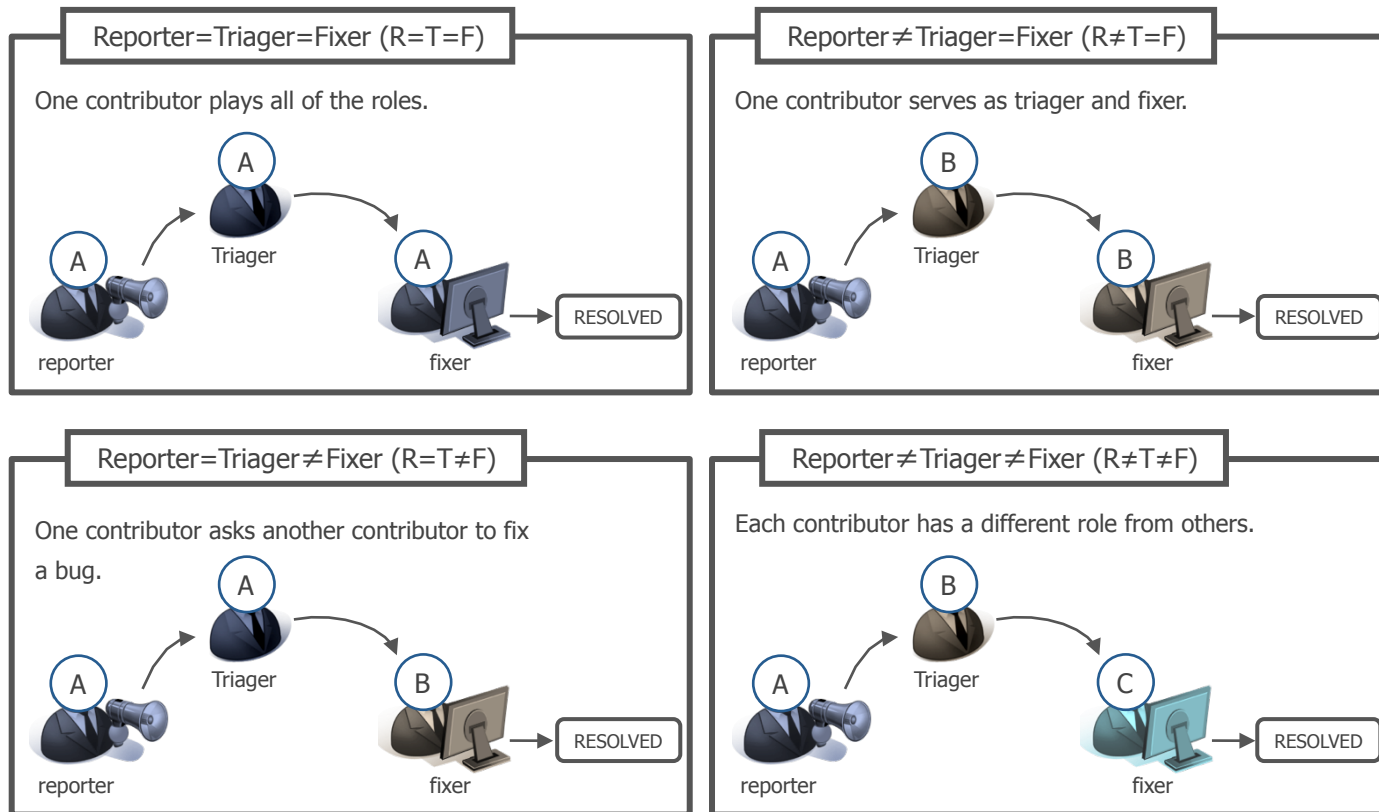 Reporter=Triager=Fixer (R=T=F)
One contributor plays all of the roles.
A
Triager
A
reporter
A
fixer
RESOLVED
Reporter≠Triager=Fixer (R≠T=F)
One contributor serves as triager and fixer.
B
Triager
A
reporter
B
fixer
RESOLVED
Reporter=Triager≠Fixer (R=T≠F)
One contributor asks another contributor to fix
a bug.
A
Triager
A
reporter
B
fixer
RESOLVED
Reporter≠Triager≠Fixer (R≠T≠F)
Each contributor has a different role from others.
B
Triager
A
reporter
C
fixer
RESOLVED